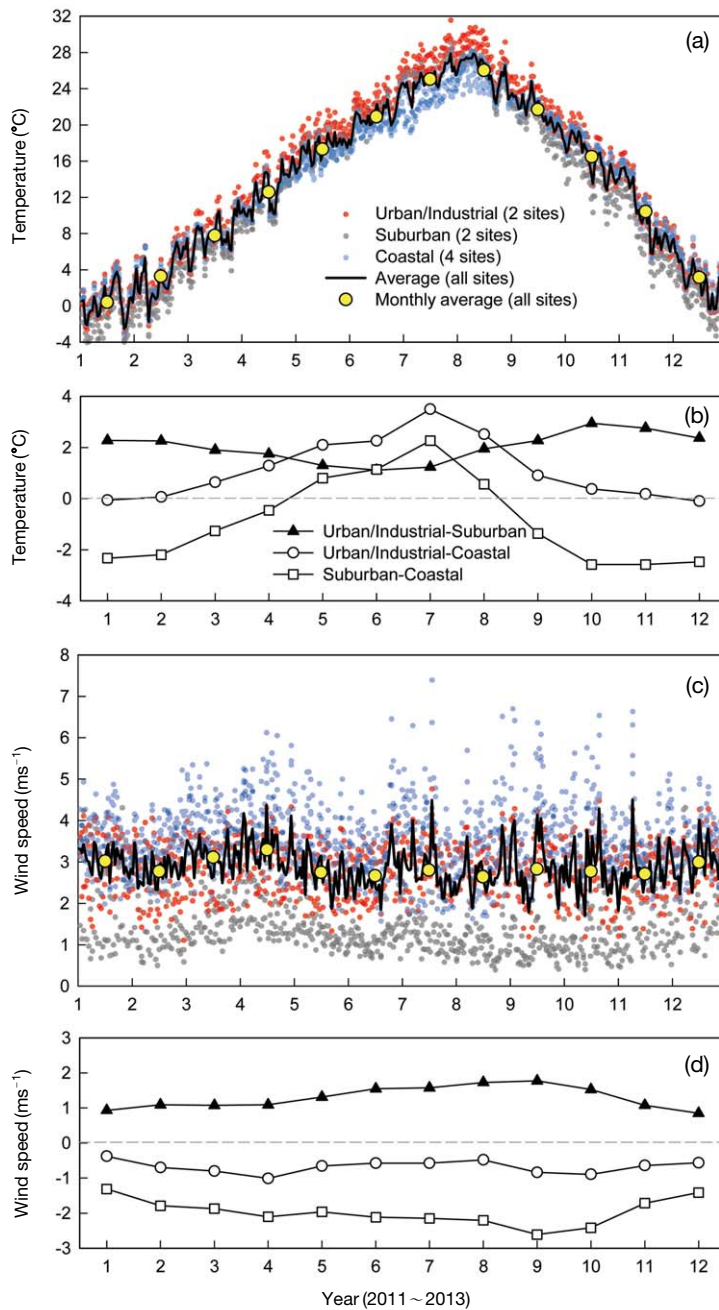 32
28
24
20
16
12
8
4
0
-4
Temperature (°C)
(a)
Urban/Industrial (2 sites)
Suburban (2 sites)
Coastal (4 sites)
Average (all sites)
Monthly average (all sites)
1 2 3 4 5 6 7 8 9 10 11 12
4
2
0
-2
-4
Temperature (°C)
(b)
Urban/Industrial-Suburban
Urban/Industrial-Coastal
Suburban-Coastal
1 2 3 4 5 6 7 8 9 10 11 12
8
7
6
5
4
3
2
1
0
Wind speed (ms⁻¹)
(c)
1 2 3 4 5 6 7 8 9 10 11 12
3
2
1
0
-1
-2
-3
Wind speed (ms⁻¹)
(d)
1 2 3 4 5 6 7 8 9 10 11 12
Year (2011~2013)